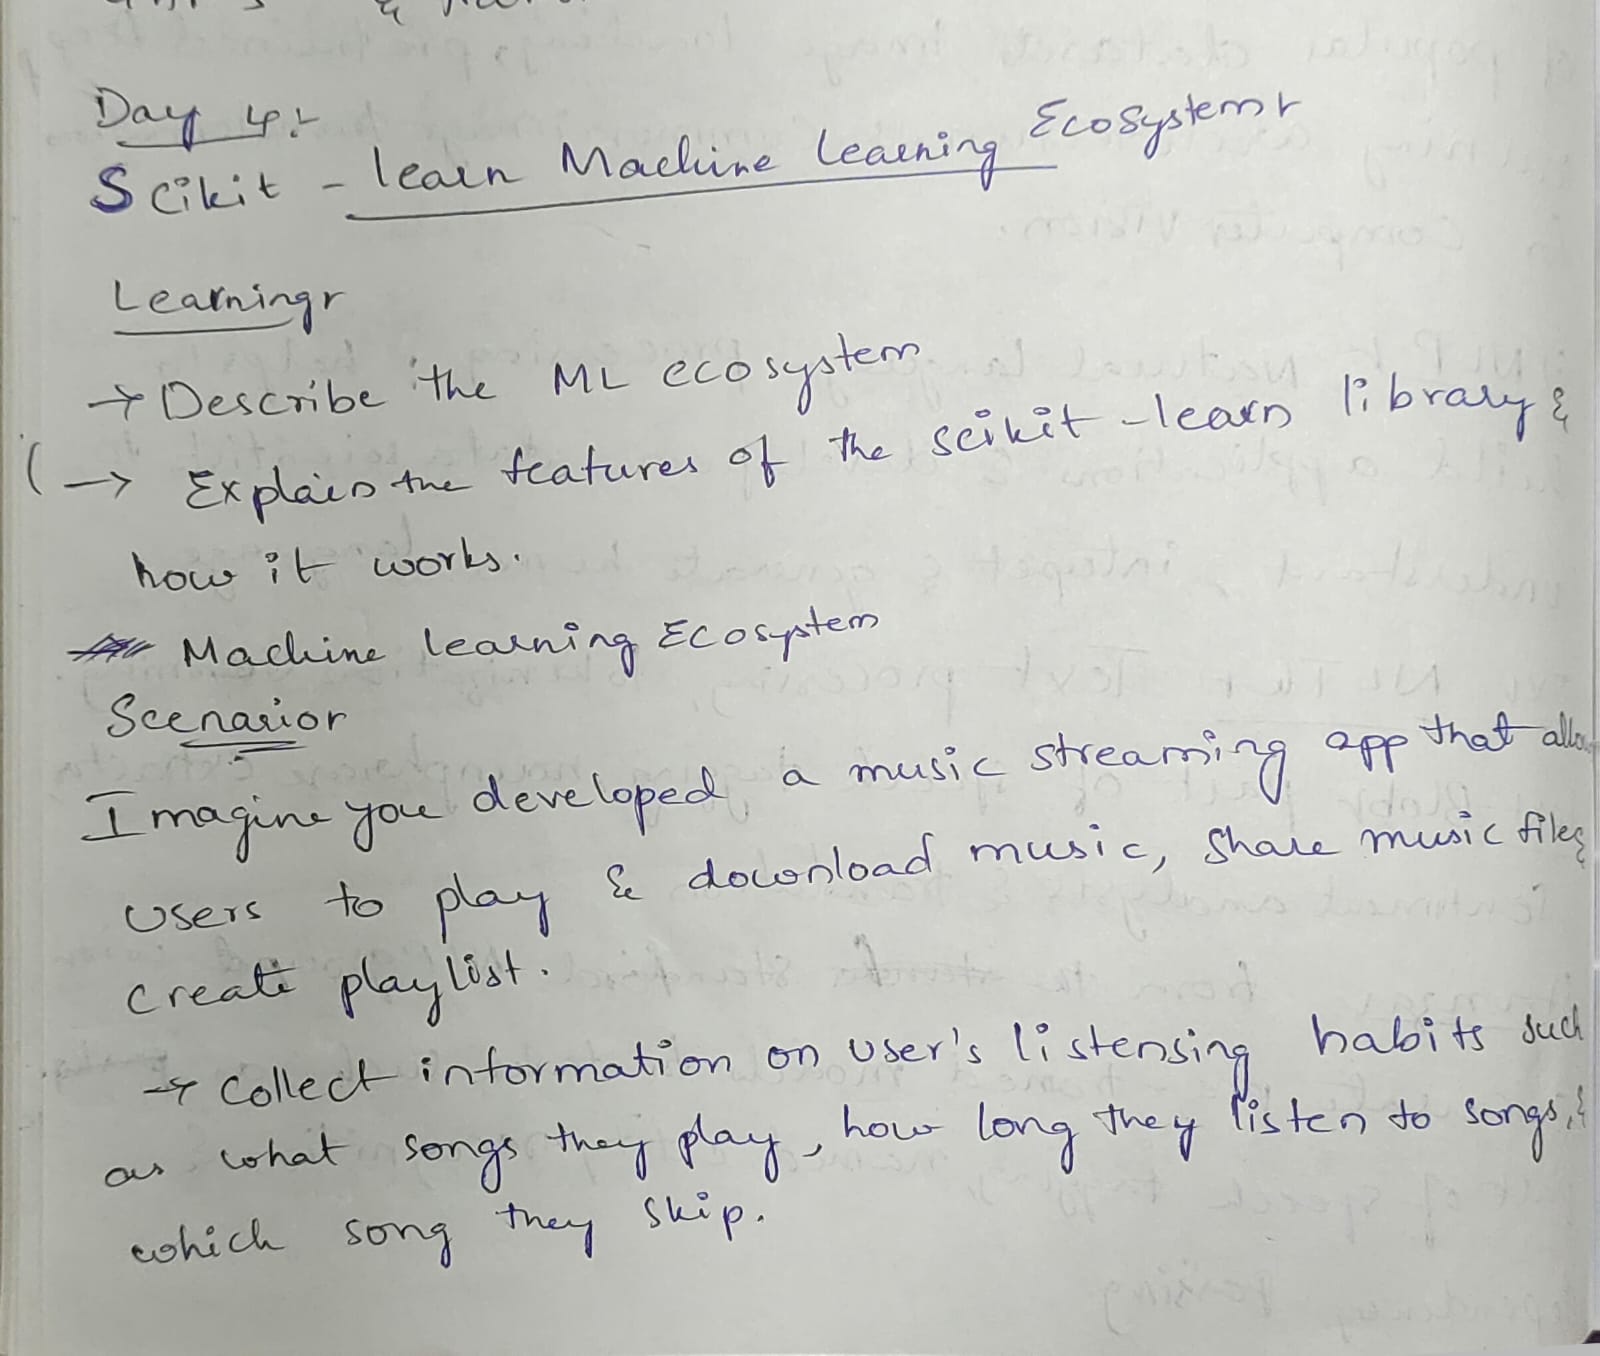 Day 4:-
Scikit - learn Machine Learning Ecosystem:-
Learning:-
→ Describe the ML ecosystem
→ Explain the features of the scikit-learn library &
how it works.
Machine learning Ecosystem
Scenario:-
Imagine you developed a music streaming app that
users to play & download music, share music files &
create playlist.
→ Collect information on user's listensing habits such
as what songs they play, how long they listen to songs, &
which song they skip.